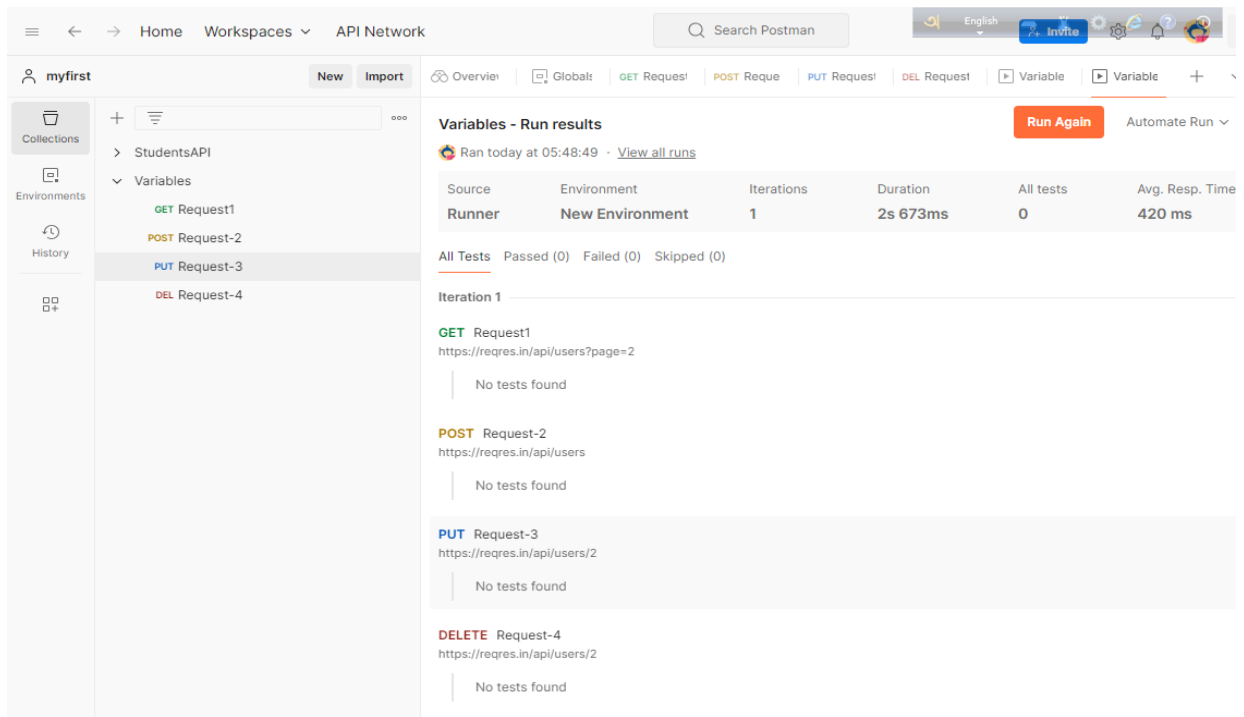 Home Workspaces API Network Search Postman English Invite
myfirst New Import Overview Globals GET Request POST Reque PUT Request DEL Request Variable Variable
Collections
Environments
History
StudentsAPI
Variables
GET Request1
POST Request-2
PUT Request-3
DEL Request-4
Variables - Run results Run Again Automate Run
Ran today at 05:48:49 · View all runs
Source Environment Iterations Duration All tests Avg. Resp. Time
Runner New Environment 1 2s 673ms 0 420 ms
All Tests Passed (0) Failed (0) Skipped (0)
Iteration 1
GET Request1
https://reqres.in/api/users?page=2
No tests found
POST Request-2
https://reqres.in/api/users
No tests found
PUT Request-3
https://reqres.in/api/users/2
No tests found
DELETE Request-4
https://reqres.in/api/users/2
No tests found